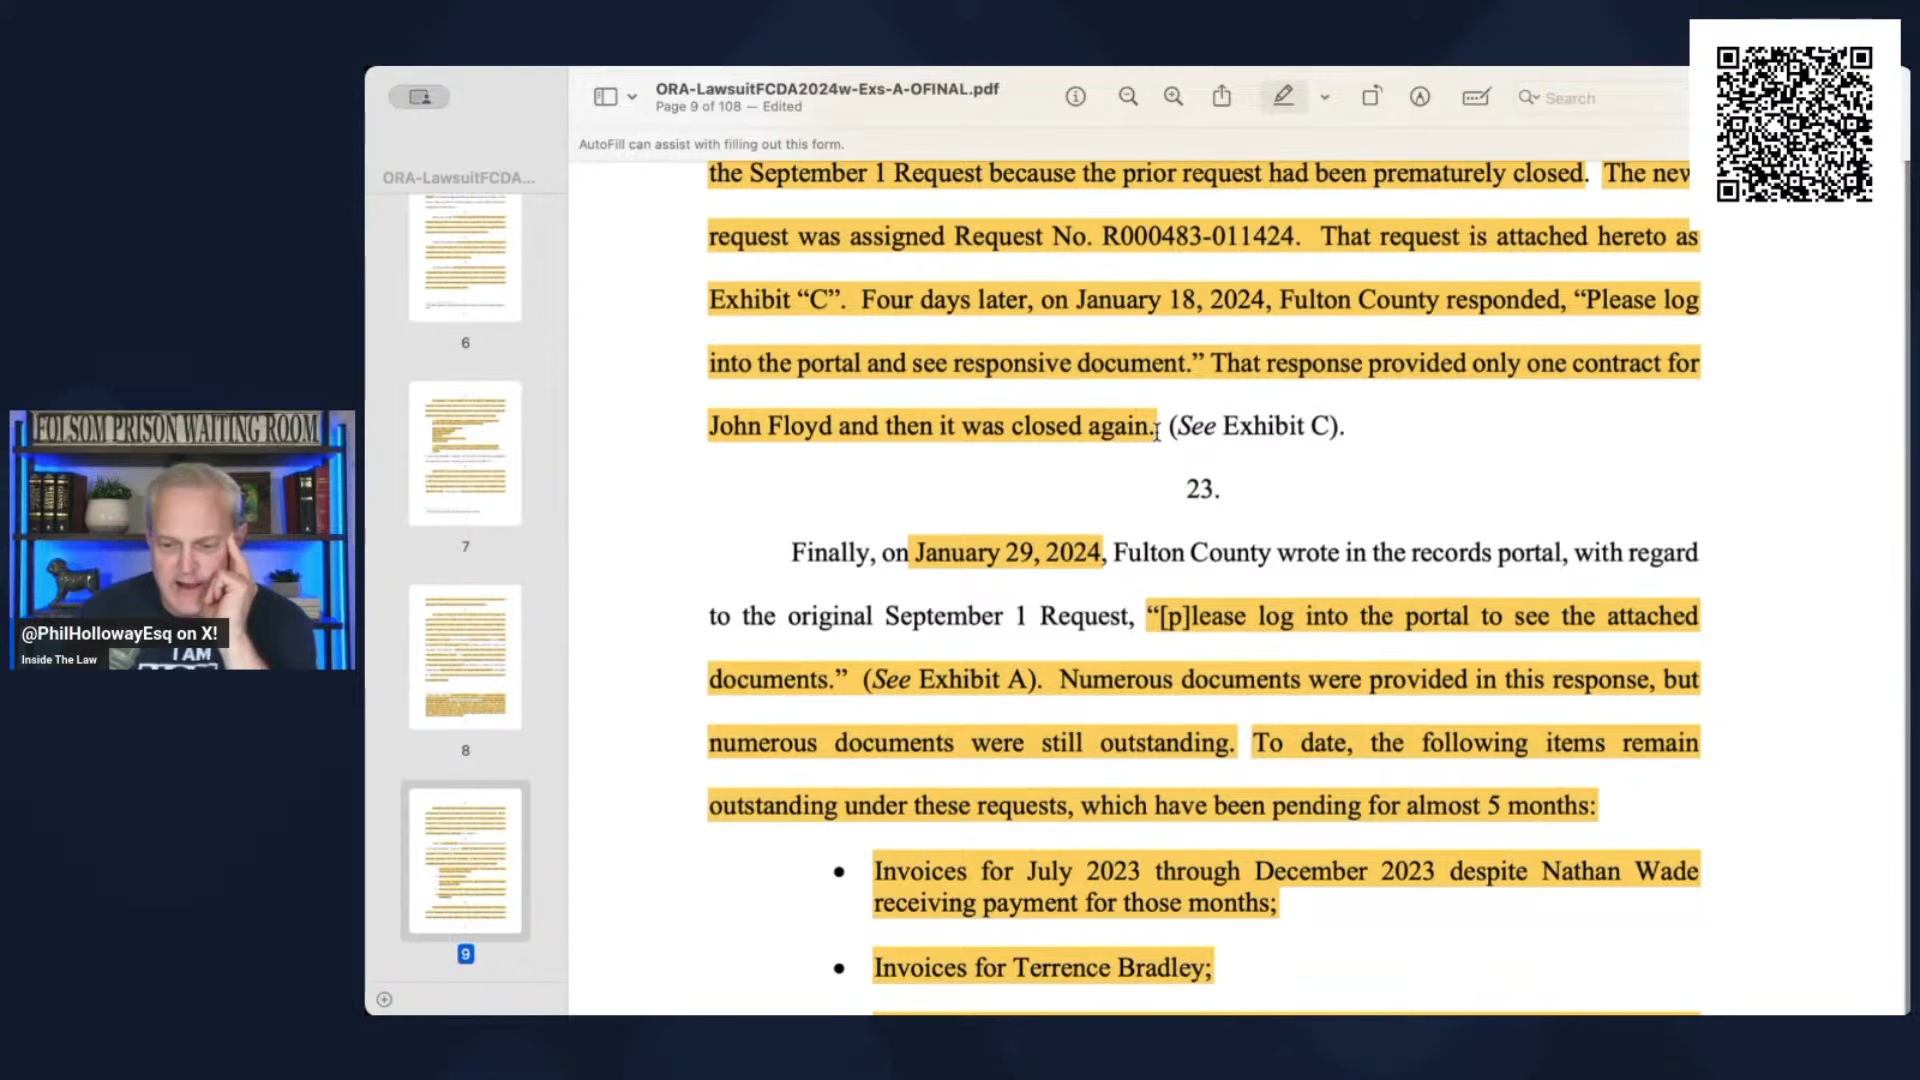 ORA-LawsuitFCDA2024w-Exs-A-OFINAL.pdf
Page 9 of 108 — Edited
Search
AutoFill can assist with filling out this form.
ORA-LawsuitFCDA...
6
7
8
9
the September 1 Request because the prior request had been prematurely closed. The new
request was assigned Request No. R000483-011424. That request is attached hereto as
Exhibit “C”. Four days later, on January 18, 2024, Fulton County responded, “Please log
into the portal and see responsive document.” That response provided only one contract for
John Floyd and then it was closed again. (See Exhibit C).
23.
Finally, on January 29, 2024, Fulton County wrote in the records portal, with regard
to the original September 1 Request, “[p]lease log into the portal to see the attached
documents.” (See Exhibit A). Numerous documents were provided in this response, but
numerous documents were still outstanding. To date, the following items remain
outstanding under these requests, which have been pending for almost 5 months:
• Invoices for July 2023 through December 2023 despite Nathan Wade
receiving payment for those months;
• Invoices for Terrence Bradley;
FOLSOM PRISON WAITING ROOM
@PhilHollowayEsq on X!
Inside The Law
I AM